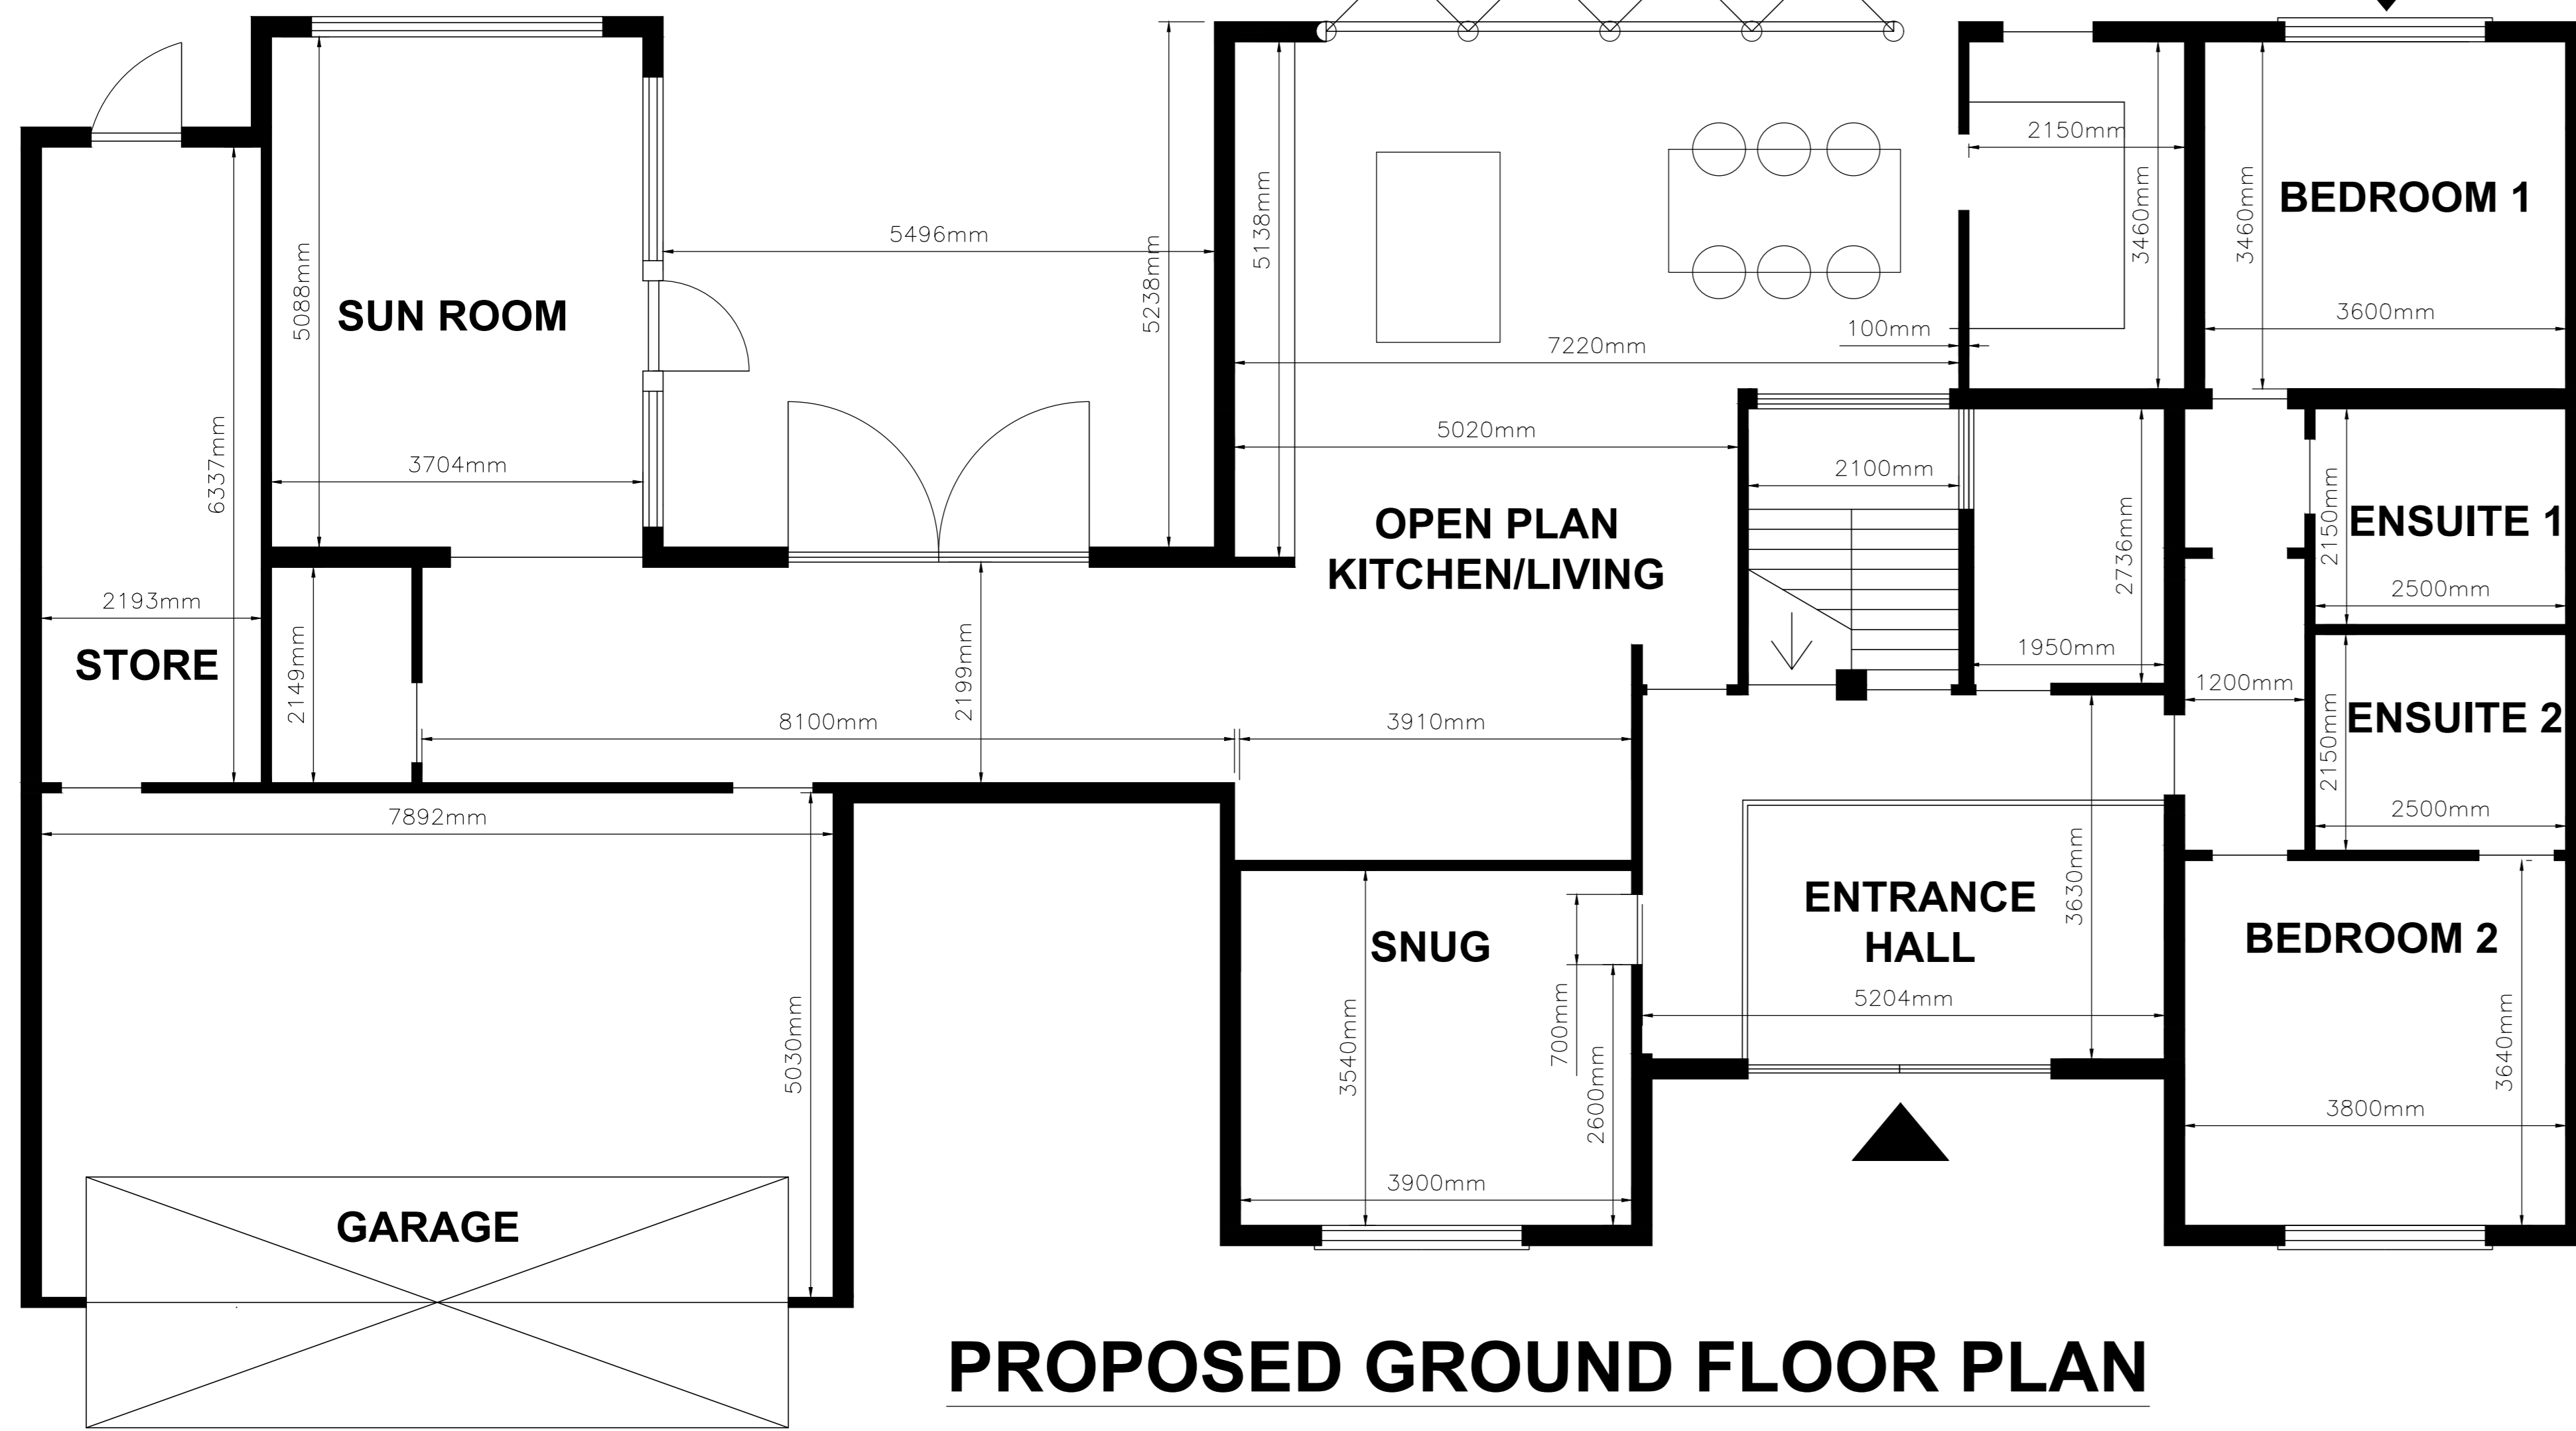 2150mm
3460mm
3460mm
BEDROOM 1
3600mm
5496mm
5238mm
5138mm
5088mm
SUN ROOM
100mm
7220mm
5020mm
3704mm
6337mm
2100mm
OPEN PLAN
KITCHEN/LIVING
2736mm
2150mm
ENSUITE 1
2500mm
2193mm
STORE
2149mm
2199mm
1950mm
1200mm
ENSUITE 2
2150mm
2500mm
8100mm
3910mm
7892mm
3630mm
ENTRANCE
HALL
SNUG
BEDROOM 2
5204mm
5030mm
3540mm
700mm
2600mm
3640mm
3800mm
3900mm
GARAGE
PROPOSED GROUND FLOOR PLAN